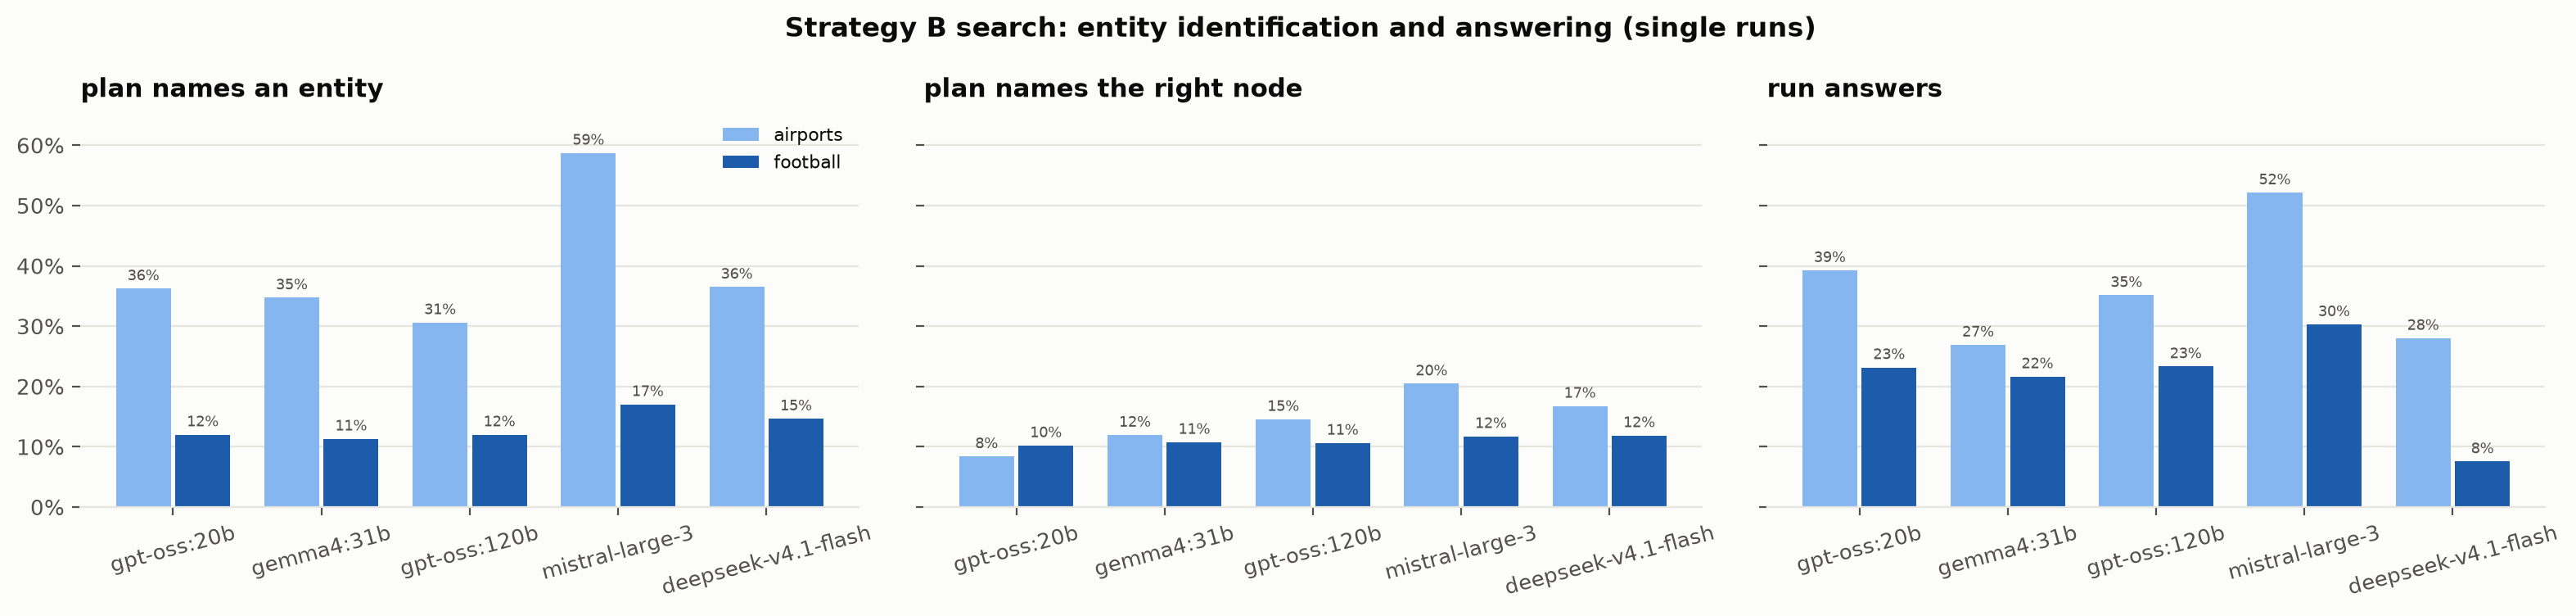 Strategy B search: entity identification and answering (single runs)
plan names an entity
airports
football
60%
50%
40%
30%
20%
10%
0%
36%
12%
35%
11%
31%
12%
59%
17%
36%
15%
gpt-oss:20b
gemma4:31b
gpt-oss:120b
mistral-large-3
deepseek-v4.1-flash
plan names the right node
8%
10%
12%
11%
15%
11%
20%
12%
17%
12%
gpt-oss:20b
gemma4:31b
gpt-oss:120b
mistral-large-3
deepseek-v4.1-flash
run answers
39%
23%
27%
22%
35%
23%
52%
30%
28%
8%
gpt-oss:20b
gemma4:31b
gpt-oss:120b
mistral-large-3
deepseek-v4.1-flash